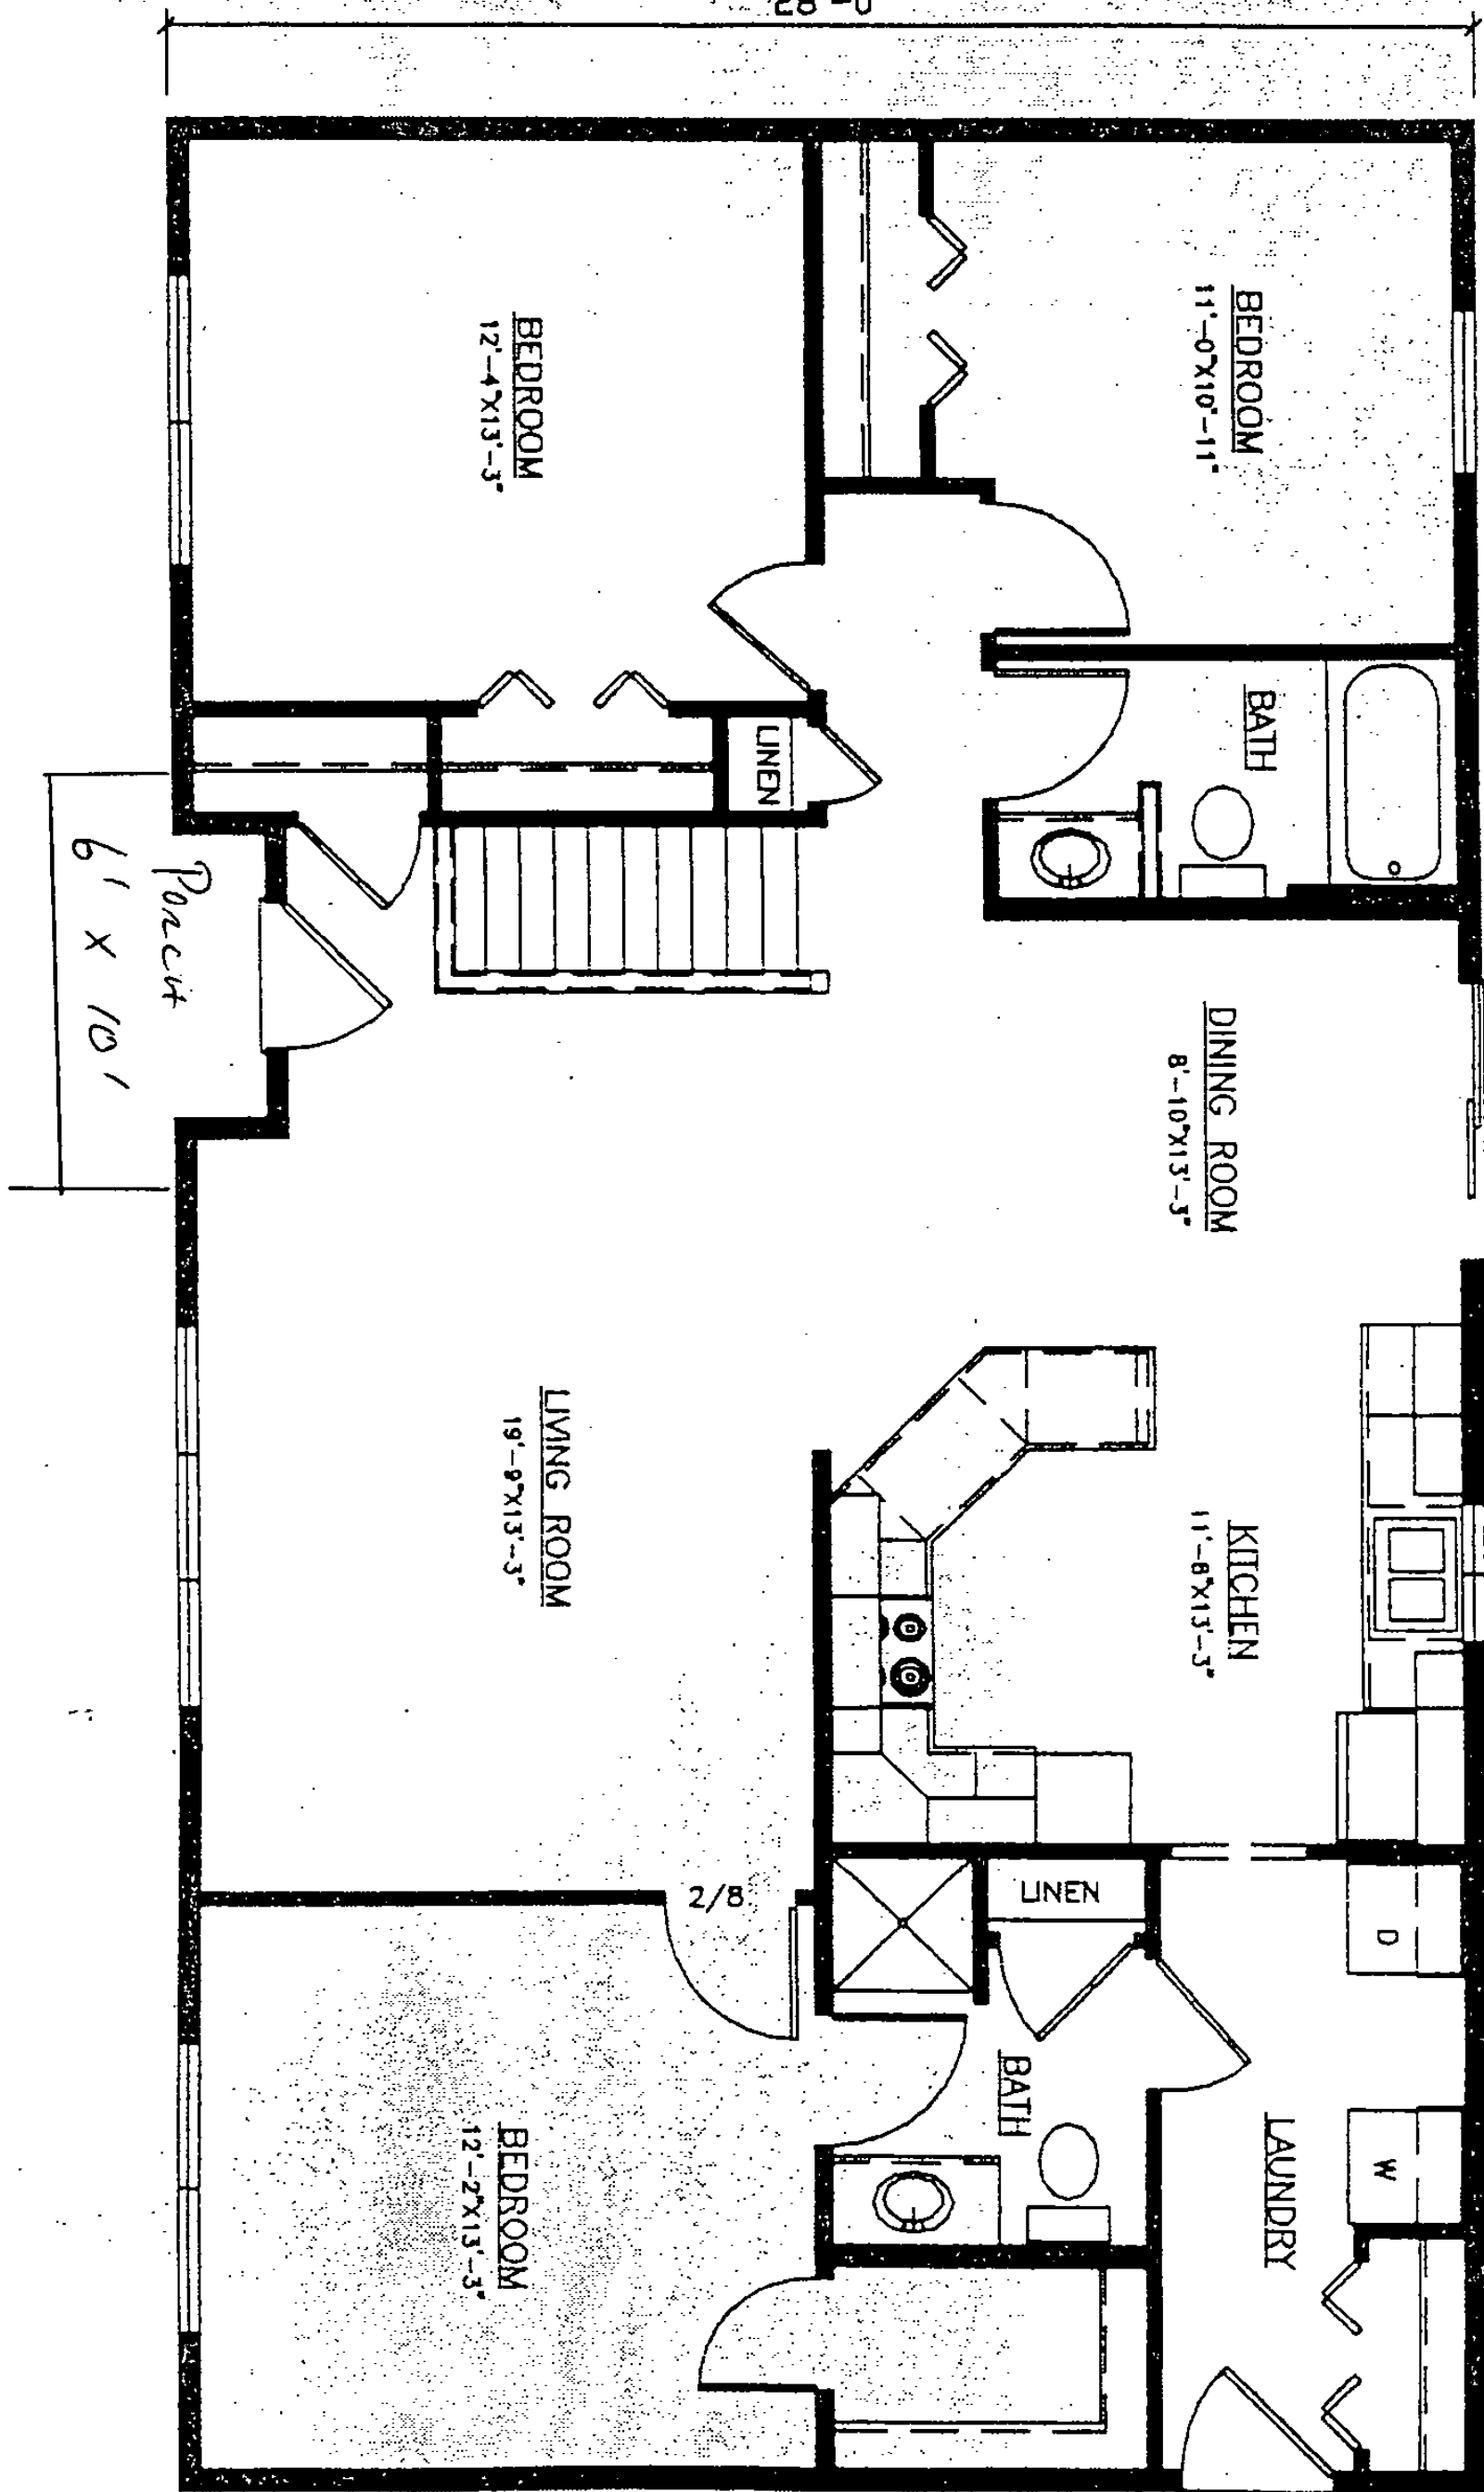 28'-0"
BEDROOM
11'-0"X10'-11"
BEDROOM
12'-4"X13'-3"
BATH
LINEN
Porch
6' x 10'
DINING ROOM
8'-10"X13'-3"
KITCHEN
11'-8"X13'-3"
LIVING ROOM
19'-9"X13'-3"
2/8
LINEN
D
BATH
W
LAUNDRY
BEDROOM
12'-2"X13'-3"